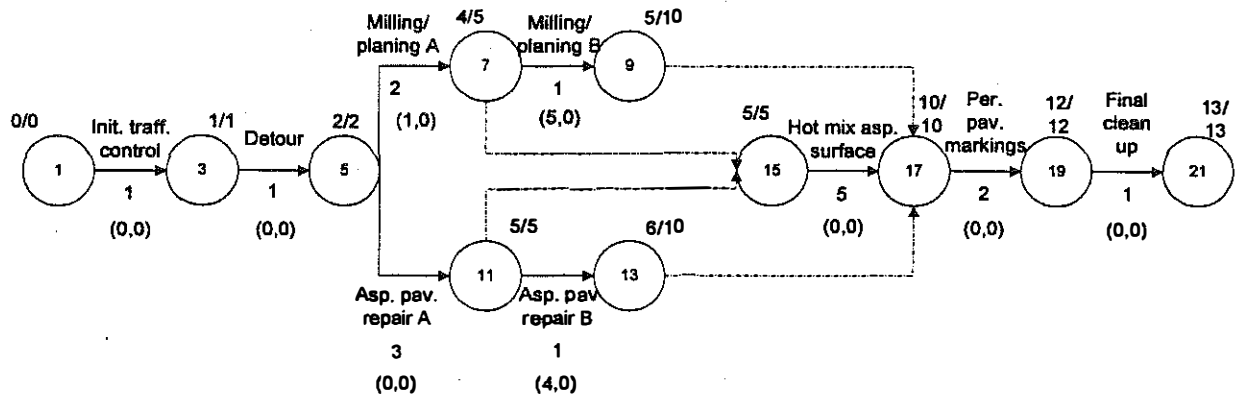 Milling/
planing A
4/5
Milling/
planing B
5/10
7
9
2
(1,0)
1
(5,0)
0/0
Init. traff.
control
1/1
Detour
2/2
1
3
5
1
(0,0)
1
(0,0)
5/5
Hot mix asp.
surface
10/
10
Per.
pav.
markings
12/
12
Final
clean
up
13/
13
15
17
19
21
5
(0,0)
2
(0,0)
1
(0,0)
5/5
6/10
11
13
Asp. pav.
repair A
Asp. pav
repair B
3
(0,0)
1
(4,0)